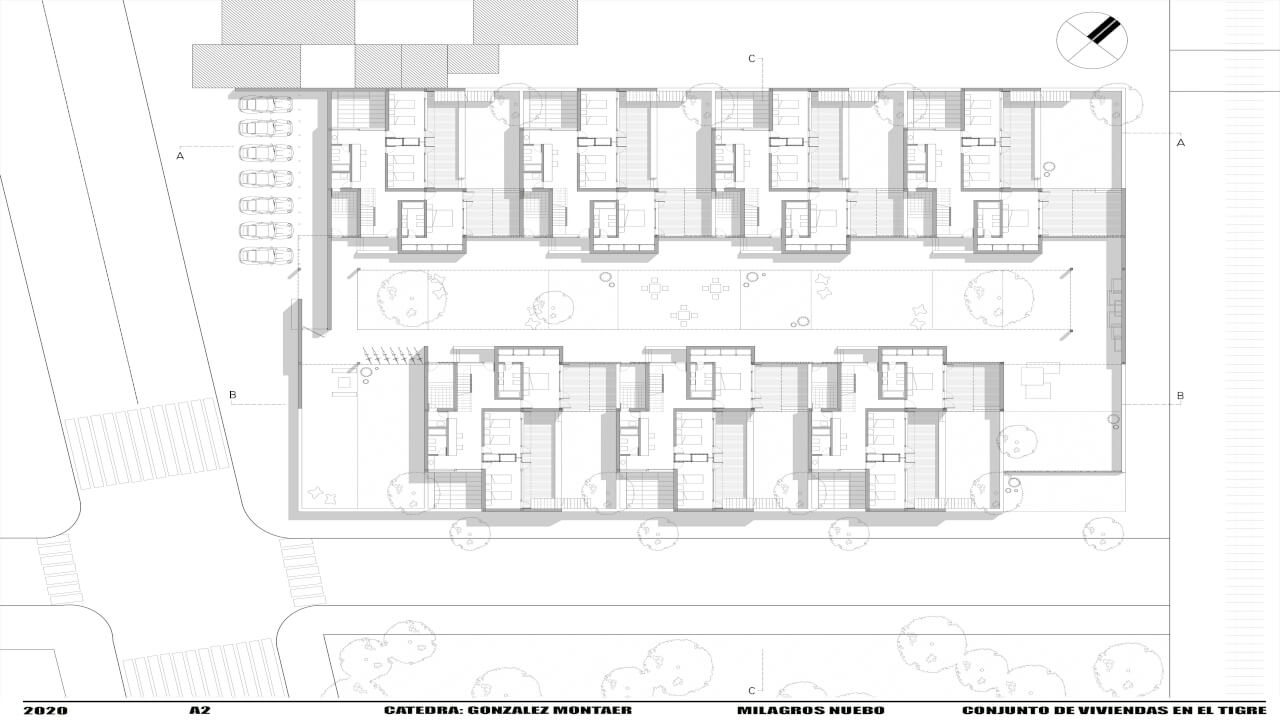 C
A
A
B
B
C
2020 A2 CATEDRA: GONZALEZ MONTAER MILAGROS NUEBO CONJUNTO DE VIVIENDAS EN EL TIGRE